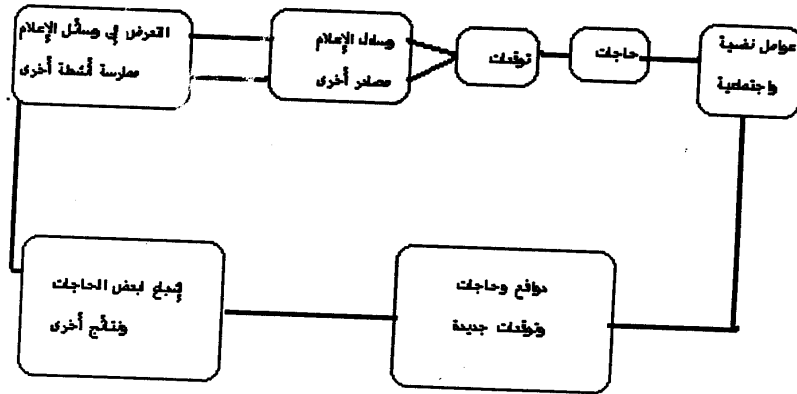 عوامل نفسية
واجتماعية
حاجات
توقعات
وسائل الإعلام
مصادر أخرى
التعرض إلى وسائل الإعلام
ممارسة أنشطة أخرى
إشباع لبعض الحاجات
ونتائج أخرى
دوافع وحاجات
وتوقعات جديدة